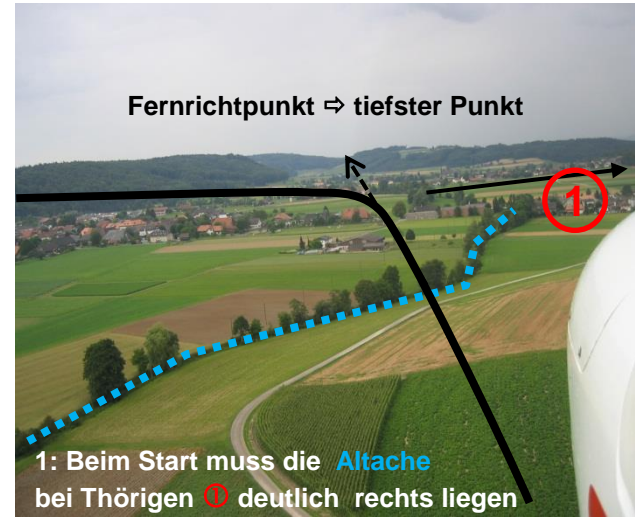 Fernrichtpunkt ⇨ tiefster Punkt
1
1: Beim Start muss die Altache
bei Thörigen ① deutlich rechts liegen